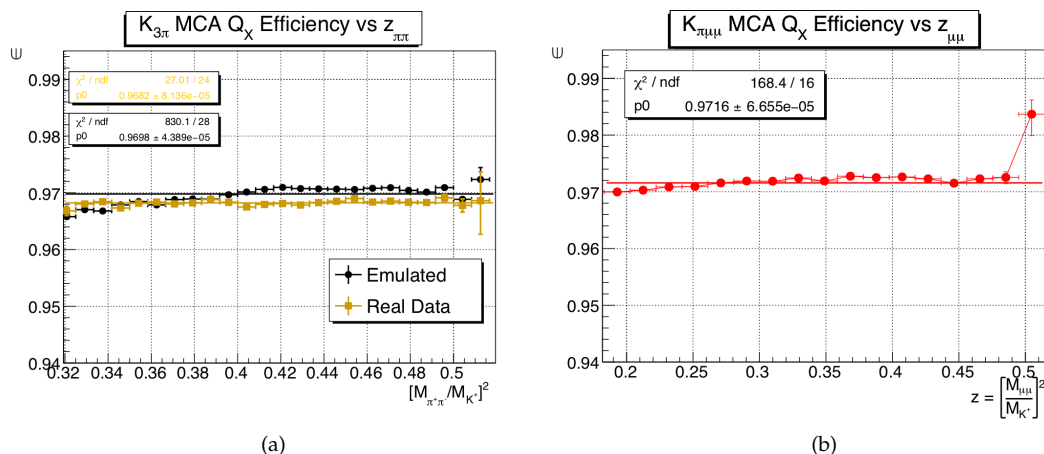 K3π MCA QX Efficiency vs zππ
∈
0.99
0.98
0.97
0.96
0.95
0.94
χ² / ndf 27.01 / 24
p0 0.9682 ± 8.136e−05
χ² / ndf 830.1 / 28
p0 0.9698 ± 4.389e−05
Emulated
Real Data
0.32 0.34 0.36 0.38 0.4 0.42 0.44 0.46 0.48 0.5
[Mπ⁺π⁻/MK⁺]²
(a)
Kπμμ MCA QX Efficiency vs zμμ
∈
0.99
0.98
0.97
0.96
0.95
0.94
χ² / ndf 168.4 / 16
p0 0.9716 ± 6.655e−05
0.2 0.25 0.3 0.35 0.4 0.45 0.5
z = [Mμμ/MK⁺]²
(b)